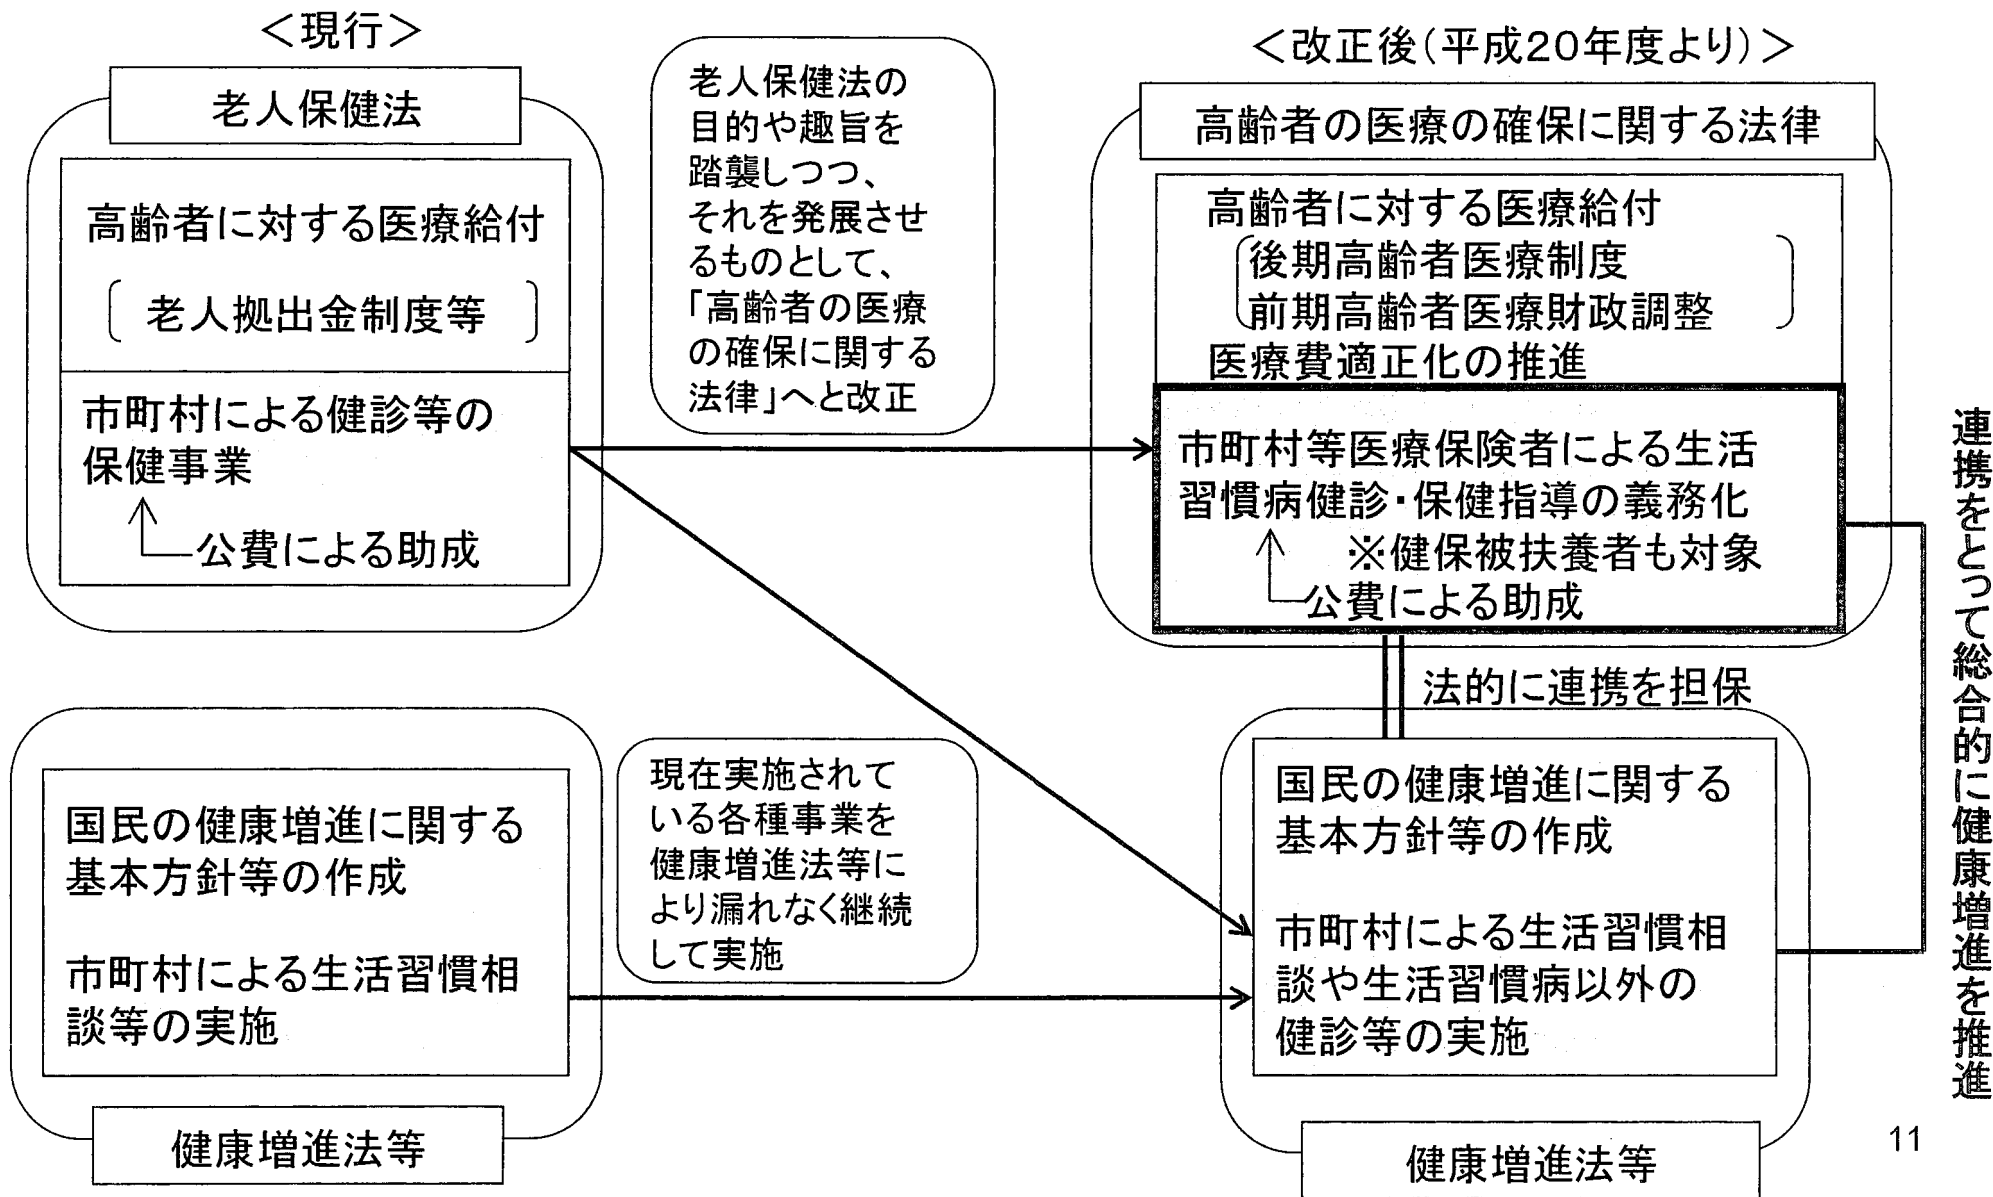 ＜現行＞
老人保健法
高齢者に対する医療給付
老人拠出金制度等
市町村による健診等の
保健事業
公費による助成
国民の健康増進に関する
基本方針等の作成
市町村による生活習慣相
談等の実施
健康増進法等
老人保健法の
目的や趣旨を
踏襲しつつ、
それを発展させ
るものとして、
「高齢者の医療
の確保に関する
法律」へと改正
現在実施されて
いる各種事業を
健康増進法等に
より漏れなく継続
して実施
＜改正後(平成20年度より)＞
高齢者の医療の確保に関する法律
高齢者に対する医療給付
後期高齢者医療制度
前期高齢者医療財政調整
医療費適正化の推進
市町村等医療保険者による生活
習慣病健診・保健指導の義務化
※健保被扶養者も対象
公費による助成
法的に連携を担保
国民の健康増進に関する
基本方針等の作成
市町村による生活習慣相
談や生活習慣病以外の
健診等の実施
健康増進法等
連携をとって総合的に健康増進を推進
11